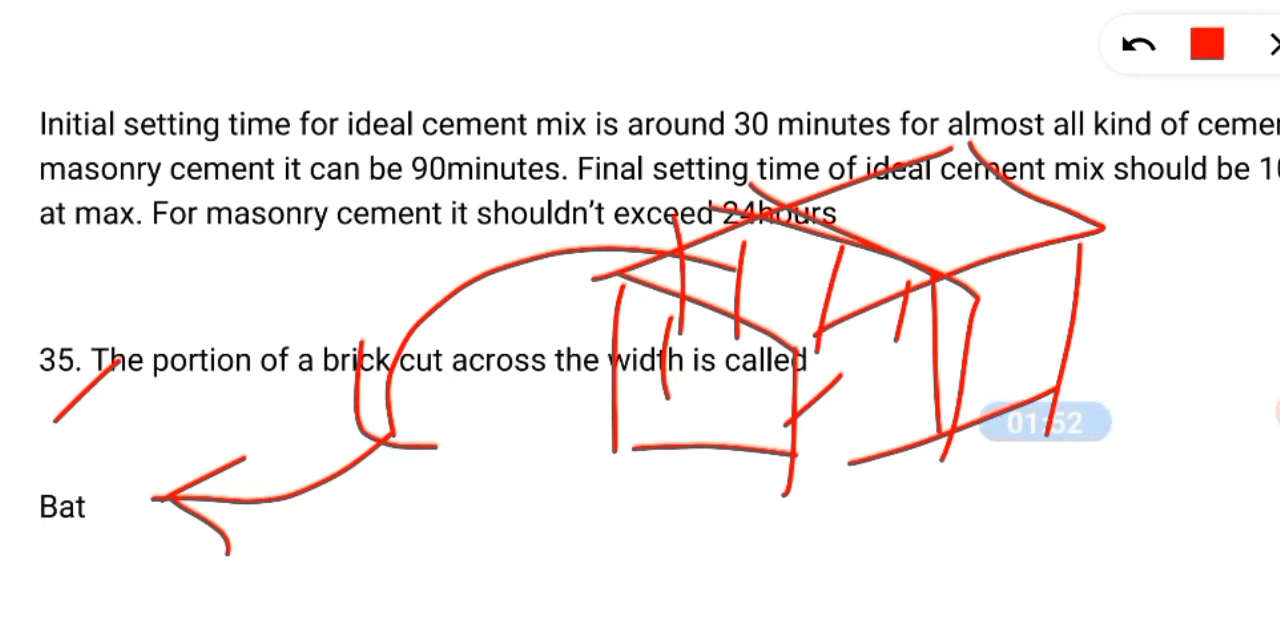 Initial setting time for ideal cement mix is around 30 minutes for almost all kind of
masonry cement it can be 90minutes. Final setting time of ideal cement mix should be
at max. For masonry cement it shouldn't exceed 24hours
35. The portion of a brick cut across the width is called
01:52
Bat